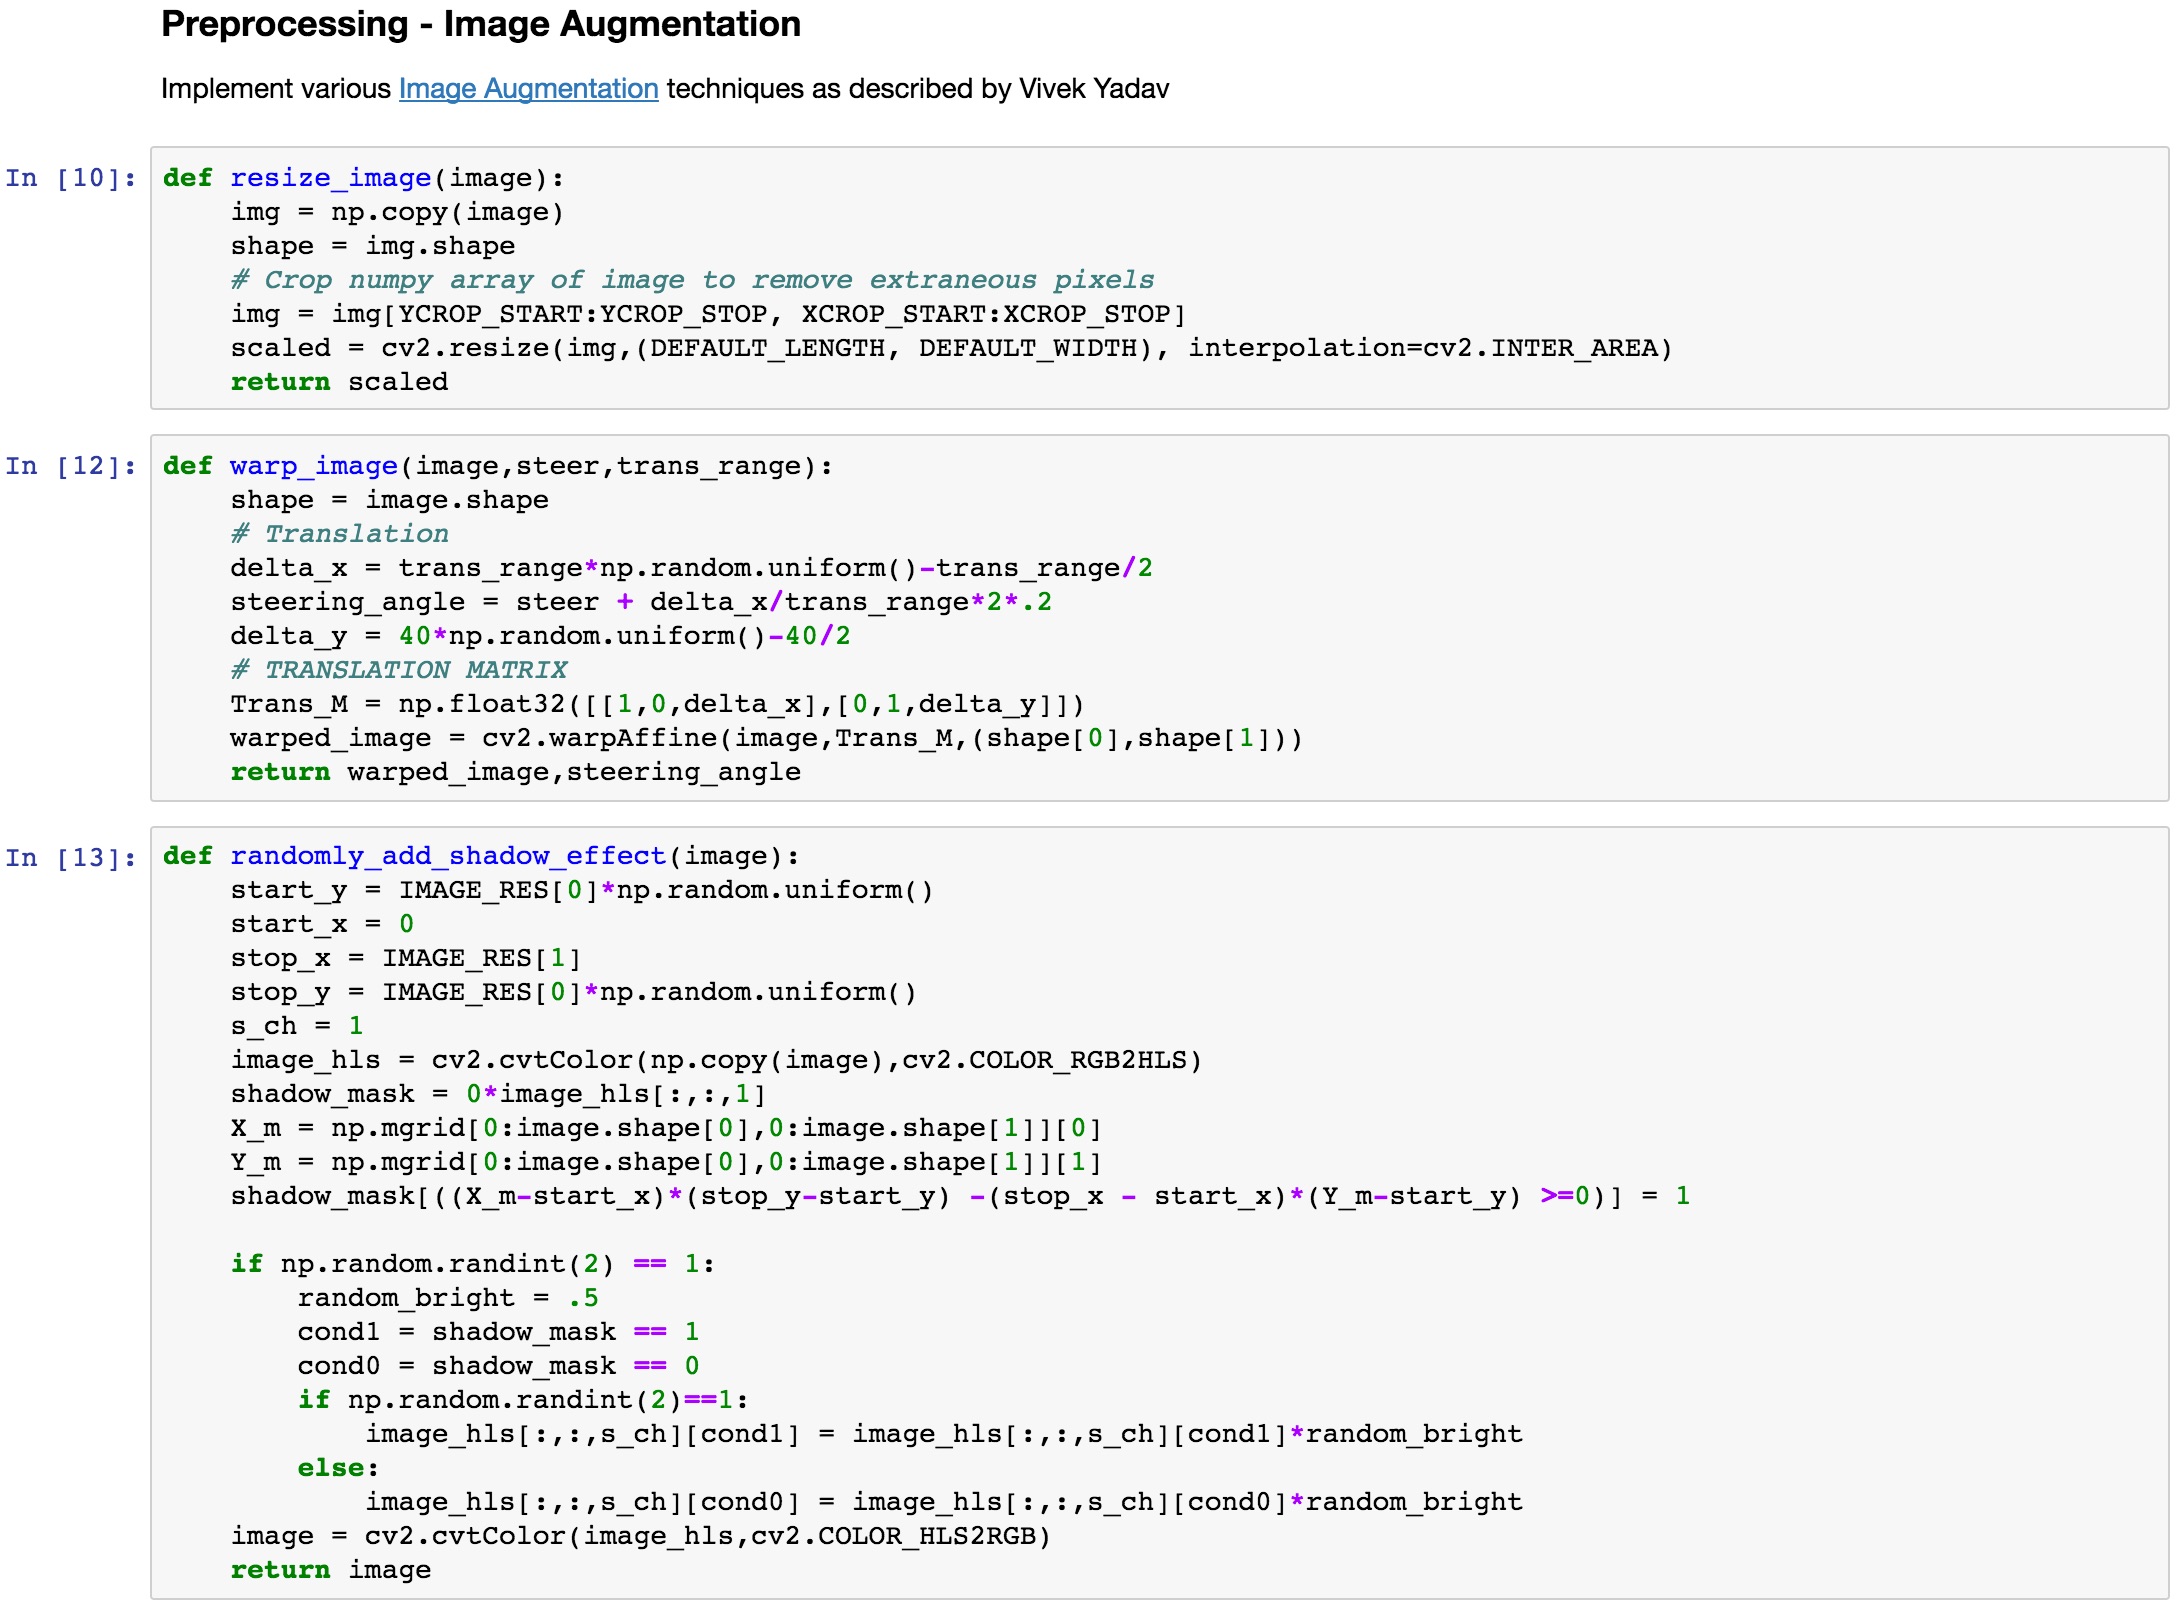 Preprocessing - Image Augmentation
Implement various Image Augmentation techniques as described by Vivek Yadav
In [10]:
def resize_image(image):
    img = np.copy(image)
    shape = img.shape
    # Crop numpy array of image to remove extraneous pixels
    img = img[YCROP_START:YCROP_STOP, XCROP_START:XCROP_STOP]
    scaled = cv2.resize(img,(DEFAULT_LENGTH, DEFAULT_WIDTH), interpolation=cv2.INTER_AREA)
    return scaled
In [12]:
def warp_image(image,steer,trans_range):
    shape = image.shape
    # Translation
    delta_x = trans_range*np.random.uniform()-trans_range/2
    steering_angle = steer + delta_x/trans_range*2*.2
    delta_y = 40*np.random.uniform()-40/2
    # TRANSLATION MATRIX
    Trans_M = np.float32([[1,0,delta_x],[0,1,delta_y]])
    warped_image = cv2.warpAffine(image,Trans_M,(shape[0],shape[1]))
    return warped_image,steering_angle
In [13]:
def randomly_add_shadow_effect(image):
    start_y = IMAGE_RES[0]*np.random.uniform()
    start_x = 0
    stop_x = IMAGE_RES[1]
    stop_y = IMAGE_RES[0]*np.random.uniform()
    s_ch = 1
    image_hls = cv2.cvtColor(np.copy(image),cv2.COLOR_RGB2HLS)
    shadow_mask = 0*image_hls[:,:,1]
    X_m = np.mgrid[0:image.shape[0],0:image.shape[1]][0]
    Y_m = np.mgrid[0:image.shape[0],0:image.shape[1]][1]
    shadow_mask[((X_m-start_x)*(stop_y-start_y) -(stop_x - start_x)*(Y_m-start_y) >=0)] = 1
    if np.random.randint(2) == 1:
        random_bright = .5
        cond1 = shadow_mask == 1
        cond0 = shadow_mask == 0
        if np.random.randint(2)==1:
            image_hls[:,:,s_ch][cond1] = image_hls[:,:,s_ch][cond1]*random_bright
        else:
            image_hls[:,:,s_ch][cond0] = image_hls[:,:,s_ch][cond0]*random_bright
    image = cv2.cvtColor(image_hls,cv2.COLOR_HLS2RGB)
    return image